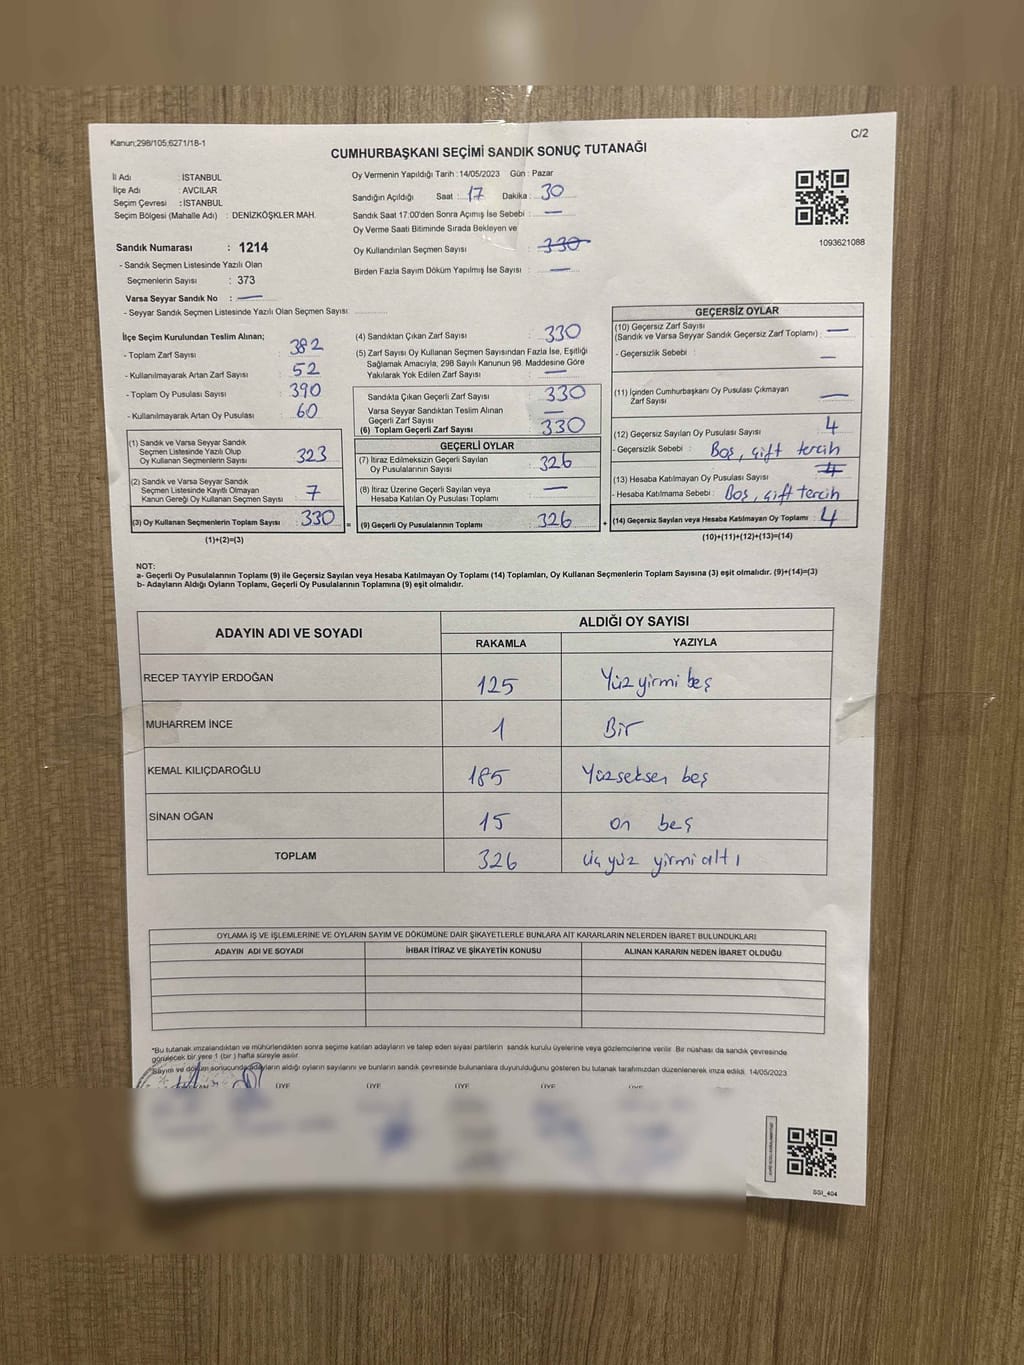 Kanun;298/105;6271/18-1
C/2
CUMHURBAŞKANI SEÇİMİ SANDIK SONUÇ TUTANAĞI
İl Adı : İSTANBUL
İlçe Adı : AVCILAR
Seçim Çevresi : İSTANBUL
Seçim Bölgesi (Mahalle Adı) : DENİZKÖŞKLER MAH.
Sandık Numarası : 1214
- Sandık Seçmen Listesinde Yazılı Olan
Seçmenlerin Sayısı : 373
Varsa Seyyar Sandık No : —
- Seyyar Sandık Seçmen Listesinde Yazılı Olan Seçmen Sayısı
Oy Vermenin Yapıldığı Tarih : 14/05/2023 Gün : Pazar
Sandığın Açıldığı Saat : 17 Dakika : 30
Sandık Saat 17:00'den Sonra Açımış İse Sebebi : —
Oy Verme Saati Bitiminde Sırada Bekleyen ve
Oy Kullandırılan Seçmen Sayısı 330
Birden Fazla Sayım Döküm Yapılmış İse Sayısı : —
1093621088
İlçe Seçim Kurulundan Teslim Alınan;
- Toplam Zarf Sayısı : 382
- Kullanılmayarak Artan Zarf Sayısı : 52
- Toplam Oy Pusulası : 390
- Kullanılmayarak Artan Oy Pusulası : 60
(1) Sandık ve Varsa Seyyar Sandık
Seçmen Listesinde Yazılı Olup
Oy Kullanan Seçmenlerin Sayısı 323
(2) Sandık ve Varsa Seyyar Sandık
Seçmen Listesinde Kayıtlı Olmayan
Kanun Gereği Oy Kullanan Seçmen Sayısı 7
(3) Oy Kullanan Seçmenlerin Toplam Sayısı 330 =
(1)+(2)=(3)
(4) Sandıktan Çıkan Zarf Sayısı 330
(5) Zarf Sayısı Oy Kullanan Seçmen Sayısından Fazla İse, Eşitliği
Sağlamak Amacıyla, 298 Sayılı Kanunun 98. Maddesine Göre
Yakılarak Yok Edilen Zarf Sayısı —
Sandıkta Çıkan Geçerli Zarf Sayısı 330
Varsa Seyyar Sandıktan Teslim Alınan
Geçerli Zarf Sayısı —
(6) Toplam Geçerli Zarf Sayısı 330
GEÇERLİ OYLAR
(7) İtiraz Edilmeksizin Geçerli Sayılan
Oy Pusulalarının Sayısı 326
(8) İtiraz Üzerine Geçerli Sayılan veya
Hesaba Katılan Oy Pusulası Toplamı —
(9) Geçerli Oy Pusulalarının Toplamı 326 +
GEÇERSİZ OYLAR
(10) Geçersiz Zarf Sayısı
(Sandık ve Varsa Seyyar Sandık Geçersiz Zarf Toplamı) : —
- Geçersizlik Sebebi : —
(11) İçinden Cumhurbaşkanı Oy Pusulası Çıkmayan
Zarf Sayısı —
(12) Geçersiz Sayılan Oy Pusulası Sayısı 4
- Geçersizlik Sebebi : Boş, çift tercih
(13) Hesaba Katılmayan Oy Pusulası Sayısı 4
- Hesaba Katılmama Sebebi : Boş, çift tercih
(14) Geçersiz Sayılan veya Hesaba Katılmayan Oy Toplamı 4
(10)+(11)+(12)+(13)=(14)
NOT:
a- Geçerli Oy Pusulalarının Toplamı (9) ile Geçersiz Sayılan veya Hesaba Katılmayan Oy Toplamı (14) Toplamları, Oy Kullanan Seçmenlerin Toplam Sayısına (3) eşit olmalıdır. (9)+(14)=(3)
b- Adayların Aldığı Oyların Toplamı, Geçerli Oy Pusulalarının Toplamına (9) eşit olmalıdır.
ADAYIN ADI VE SOYADI ALDIĞI OY SAYISI
RAKAMLA YAZIYLA
RECEP TAYYİP ERDOĞAN 125 Yüz yirmi beş
MUHARREM İNCE 1 Bir
KEMAL KILIÇDAROĞLU 185 Yüzseksen beş
SİNAN OĞAN 15 on beş
TOPLAM 326 üç yüz yirmi altı
OYLAMA İŞ VE İŞLEMLERİNE VE OYLARIN SAYIM VE DÖKÜMÜNE DAİR ŞİKAYETLERLE BUNLARA AİT KARARLARIN NELERDEN İBARET BULUNDUKLARI
ADAYIN ADI VE SOYADI İHBAR İTİRAZ VE ŞİKAYETİN KONUSU ALINAN KARARIN NEDEN İBARET OLDUĞU
*Bu tutanak imzalandıktan ve mühürlendikten sonra seçime katılan adayların ve talep eden siyasi partilerin sandık kurulu üyelerine veya gözlemcilerine verilir. Bir nüshası da sandık çevresinde
görülecek bir yere 1 (bir) hafta süreyle asılır.
*Sayım ve döküm sonucunda adayların aldığı oyların sayılarını ve bunların sandık çevresinde bulunanlara duyurulduğunu gösteren bu tutanak tarafımızdan düzenlenerek imza edildi. 14/05/2023
ÜYE ÜYE ÜYE ÜYE ÜYE
SSI_404